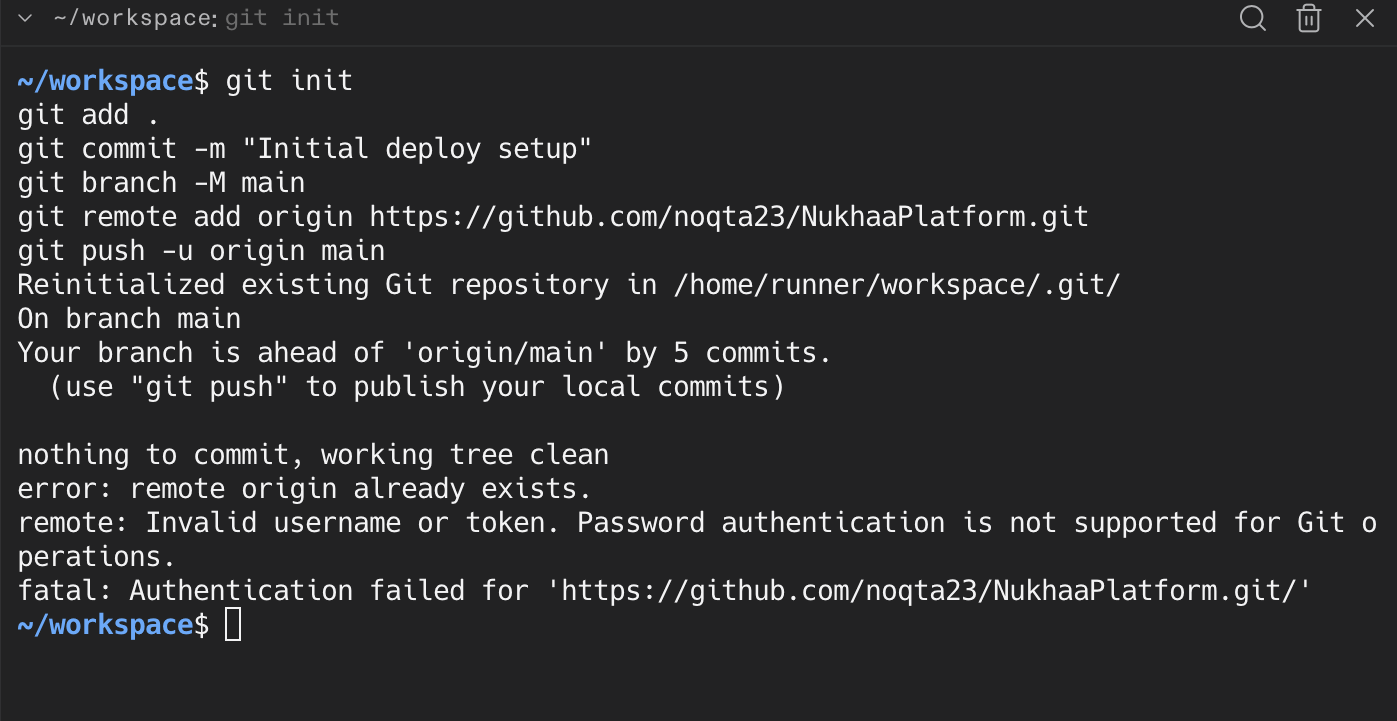 ~/workspace: git init
~/workspace$ git init
git add .
git commit -m "Initial deploy setup"
git branch -M main
git remote add origin https://github.com/noqta23/NukhaaPlatform.git
git push -u origin main
Reinitialized existing Git repository in /home/runner/workspace/.git/
On branch main
Your branch is ahead of 'origin/main' by 5 commits.
  (use "git push" to publish your local commits)

nothing to commit, working tree clean
error: remote origin already exists.
remote: Invalid username or token. Password authentication is not supported for Git o
perations.
fatal: Authentication failed for 'https://github.com/noqta23/NukhaaPlatform.git/'
~/workspace$